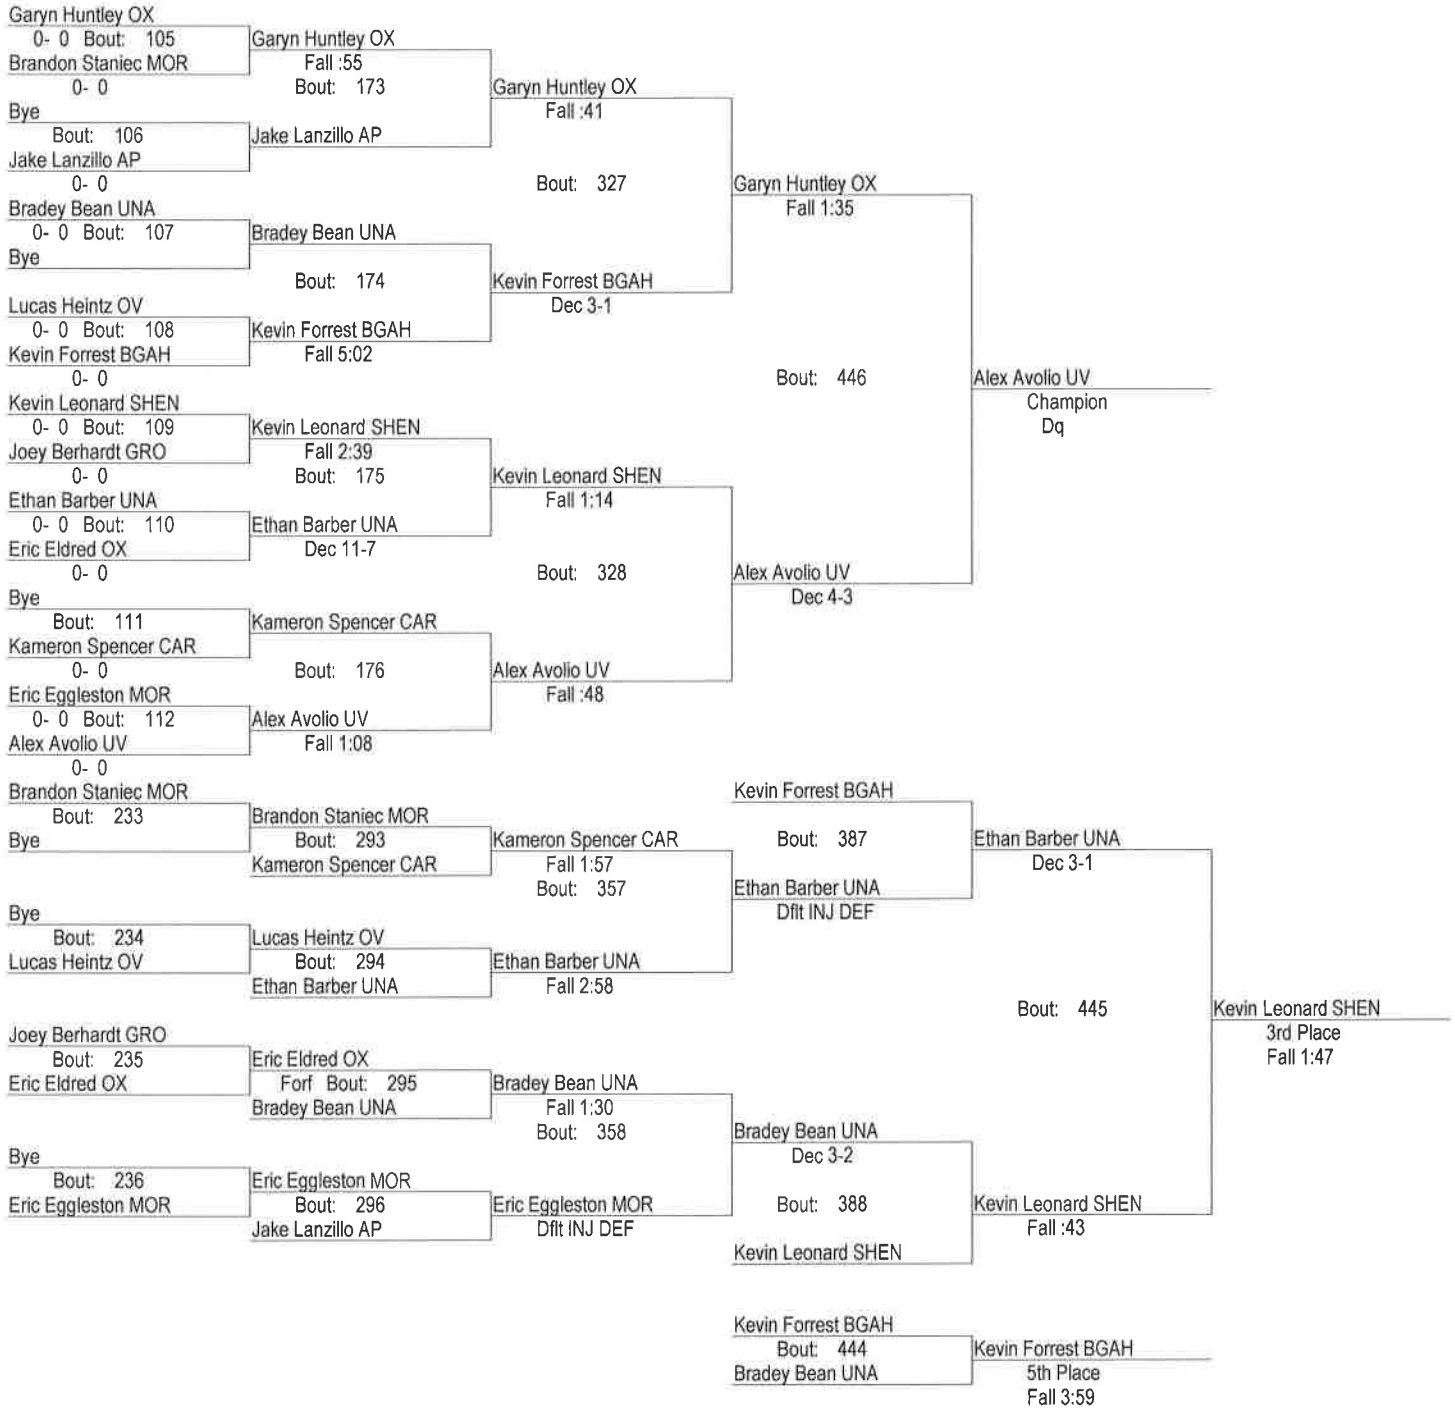 Garyn Huntley OX
0- 0 Bout: 105
Brandon Staniec MOR
0- 0
Bye
Bout: 106
Jake Lanzillo AP
0- 0
Bradey Bean UNA
0- 0 Bout: 107
Bye
Lucas Heintz OV
0- 0 Bout: 108
Kevin Forrest BGAH
0- 0
Kevin Leonard SHEN
0- 0 Bout: 109
Joey Berhardt GRO
0- 0
Ethan Barber UNA
0- 0 Bout: 110
Eric Eldred OX
0- 0
Bye
Bout: 111
Kameron Spencer CAR
0- 0
Eric Eggleston MOR
0- 0 Bout: 112
Alex Avolio UV
0- 0
Garyn Huntley OX
Fall :55
Bout: 173
Jake Lanzillo AP
Bradey Bean UNA
Bout: 174
Kevin Forrest BGAH
Fall 5:02
Kevin Leonard SHEN
Fall 2:39
Bout: 175
Ethan Barber UNA
Dec 11-7
Kameron Spencer CAR
Bout: 176
Alex Avolio UV
Fall 1:08
Garyn Huntley OX
Fall :41
Bout: 327
Kevin Forrest BGAH
Dec 3-1
Kevin Leonard SHEN
Fall 1:14
Bout: 328
Alex Avolio UV
Fall :48
Garyn Huntley OX
Fall 1:35
Bout: 446
Alex Avolio UV
Dec 4-3
Alex Avolio UV
Champion
Dq
Brandon Staniec MOR
Bout: 233
Bye
Bye
Bout: 234
Lucas Heintz OV
Joey Berhardt GRO
Bout: 235
Eric Eldred OX
Bye
Bout: 236
Eric Eggleston MOR
Brandon Staniec MOR
Bout: 293
Kameron Spencer CAR
Lucas Heintz OV
Bout: 294
Ethan Barber UNA
Eric Eldred OX
Forf Bout: 295
Bradey Bean UNA
Eric Eggleston MOR
Bout: 296
Jake Lanzillo AP
Kameron Spencer CAR
Fall 1:57
Bout: 357
Ethan Barber UNA
Fall 2:58
Bradey Bean UNA
Fall 1:30
Bout: 358
Eric Eggleston MOR
Dflt INJ DEF
Kevin Forrest BGAH
Bout: 387
Ethan Barber UNA
Dflt INJ DEF
Bradey Bean UNA
Dec 3-2
Bout: 388
Kevin Leonard SHEN
Ethan Barber UNA
Dec 3-1
Bout: 445
Kevin Leonard SHEN
Fall :43
Kevin Leonard SHEN
3rd Place
Fall 1:47
Kevin Forrest BGAH
Bout: 444
Bradey Bean UNA
Kevin Forrest BGAH
5th Place
Fall 3:59